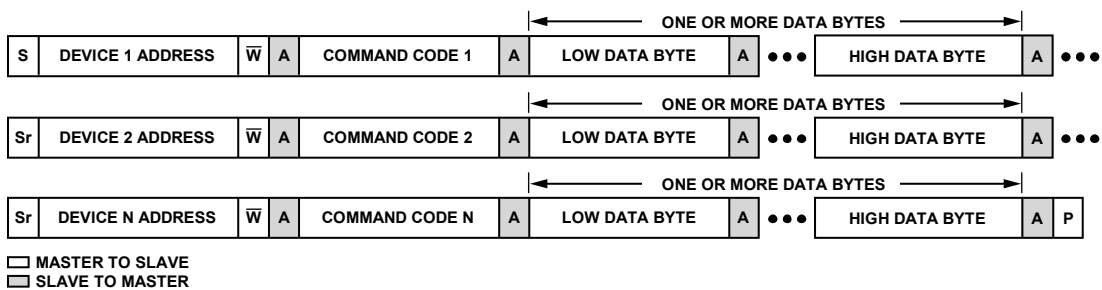 ONE OR MORE DATA BYTES
S DEVICE 1 ADDRESS W̅ A COMMAND CODE 1 A LOW DATA BYTE A ••• HIGH DATA BYTE A •••
ONE OR MORE DATA BYTES
Sr DEVICE 2 ADDRESS W̅ A COMMAND CODE 2 A LOW DATA BYTE A ••• HIGH DATA BYTE A •••
ONE OR MORE DATA BYTES
Sr DEVICE N ADDRESS W̅ A COMMAND CODE N A LOW DATA BYTE A ••• HIGH DATA BYTE A P
MASTER TO SLAVE
SLAVE TO MASTER